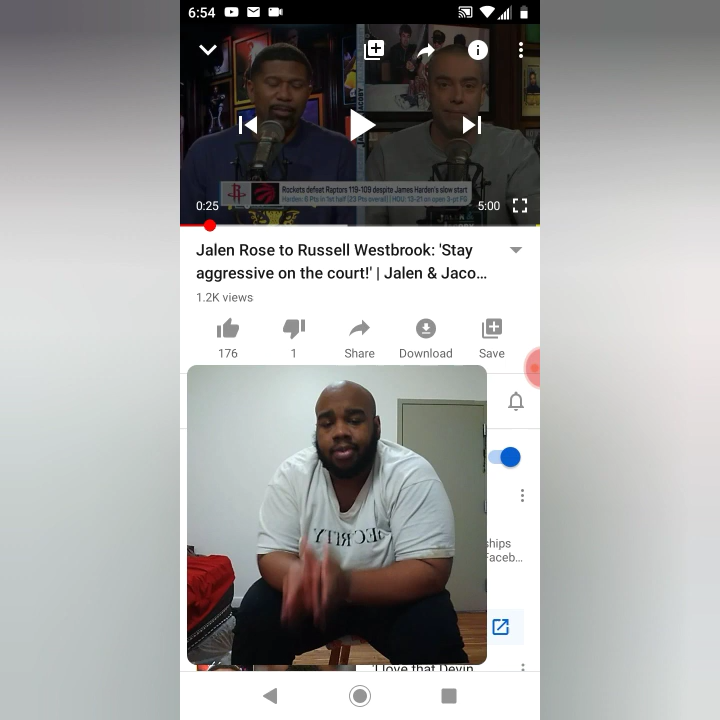 6:54
Rockets defeat Raptors 119-109 despite James Harden's slow start
0:25
5:00
Jalen Rose to Russell Westbrook: 'Stay
aggressive on the court!' | Jalen & Jaco...
1.2K views
176
1
Share
Download
Save
SECRITY
ships
Faceb...
'I love that Devin